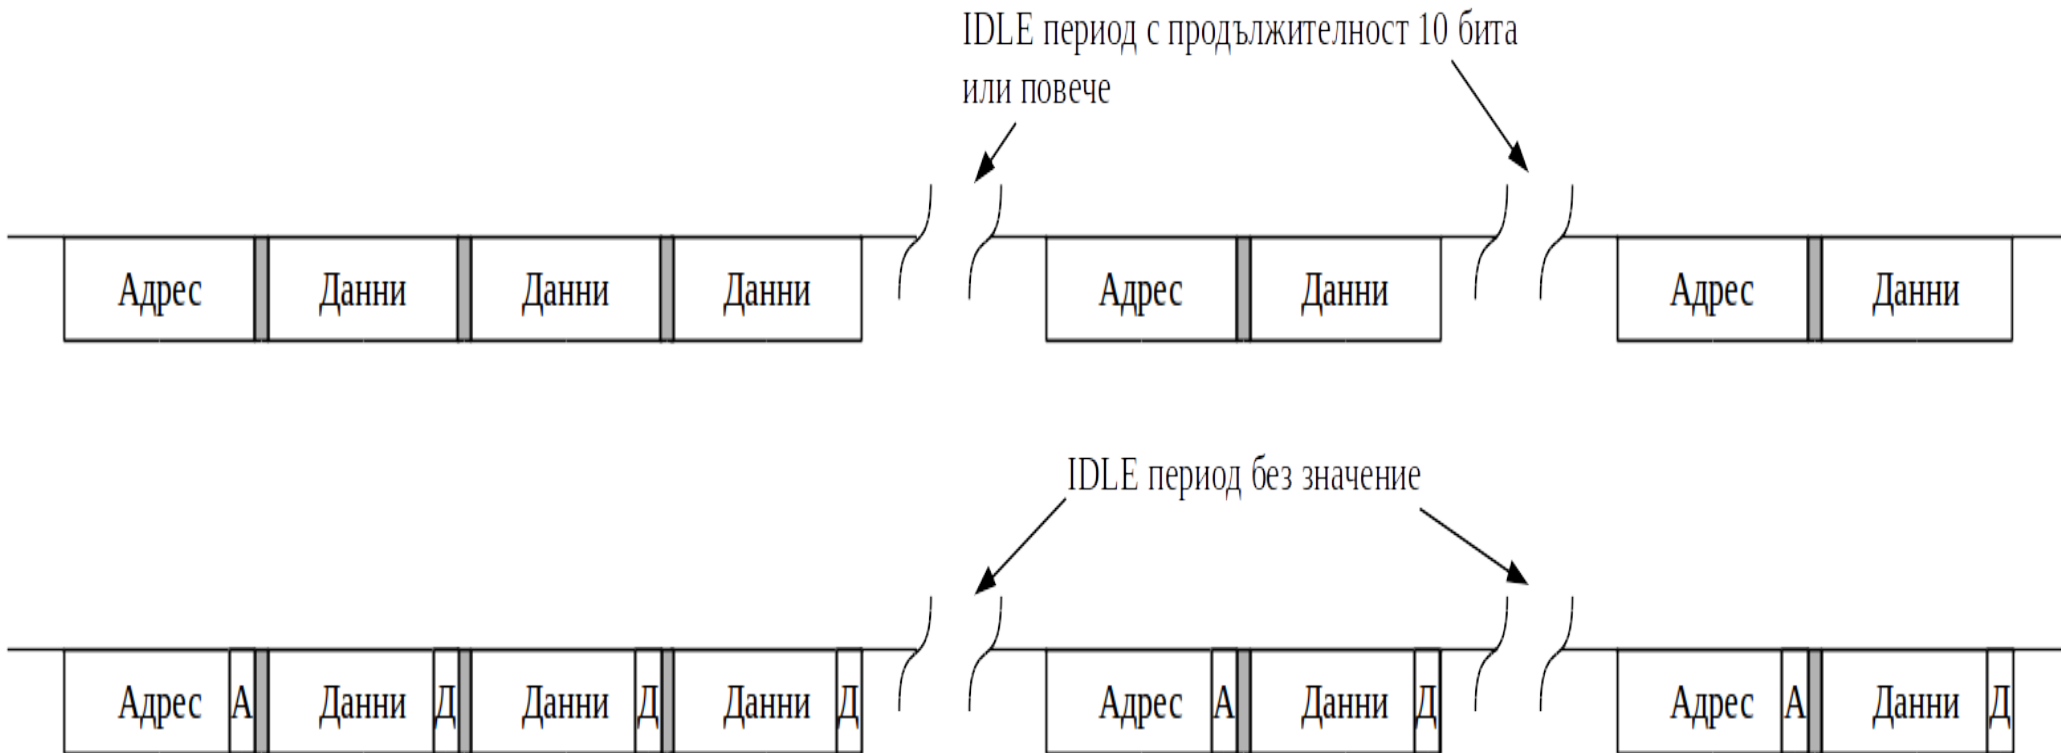 IDLE период с продължителност 10 бита
или повече
Адрес Данни Данни Данни Адрес Данни Адрес Данни
IDLE период без значение
Адрес А Данни Д Данни Д Данни Д Адрес А Данни Д Адрес А Данни Д